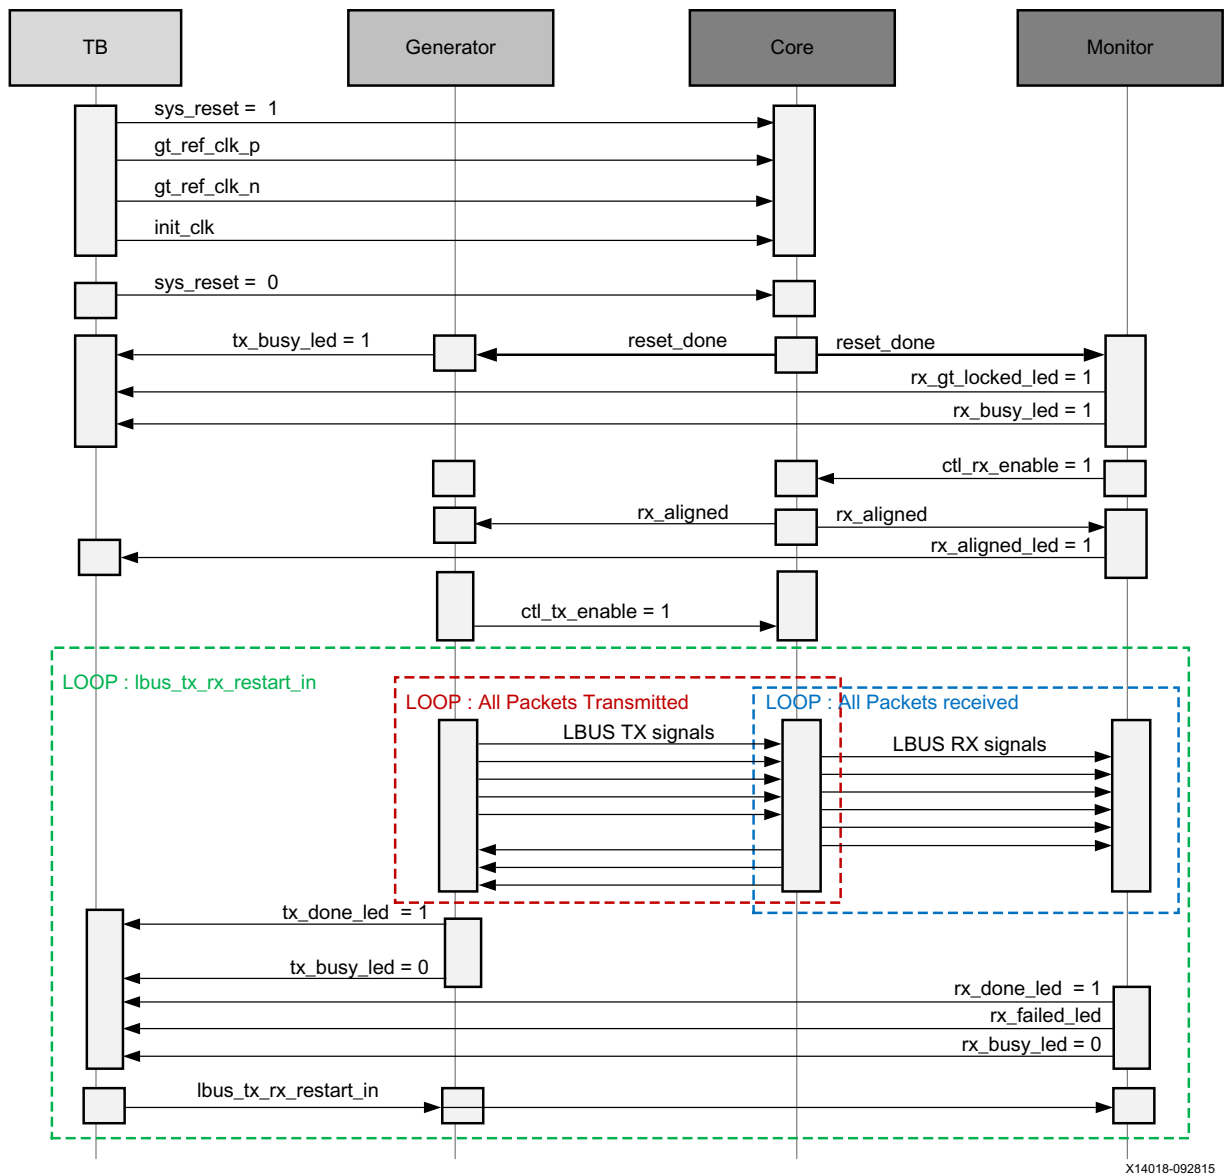 TB
Generator
Core
Monitor
sys_reset = 1
gt_ref_clk_p
gt_ref_clk_n
init_clk
sys_reset = 0
tx_busy_led = 1
reset_done
reset_done
rx_gt_locked_led = 1
rx_busy_led = 1
ctl_rx_enable = 1
rx_aligned
rx_aligned
rx_aligned_led = 1
ctl_tx_enable = 1
LOOP : lbus_tx_rx_restart_in
LOOP : All Packets Transmitted
LOOP : All Packets received
LBUS TX signals
LBUS RX signals
tx_done_led = 1
tx_busy_led = 0
rx_done_led = 1
rx_failed_led
rx_busy_led = 0
lbus_tx_rx_restart_in
X14018-092815